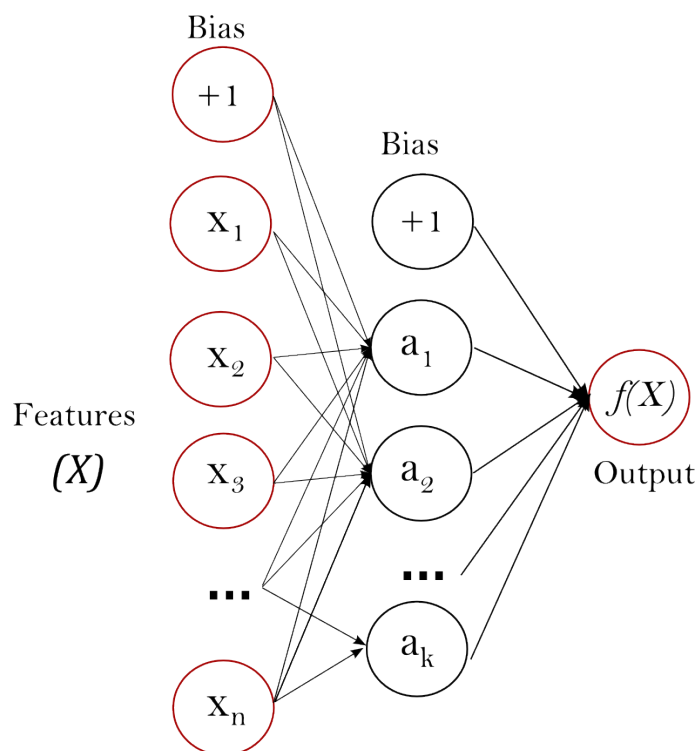 Bias
+1
x1
x2
x3
...
xn
Features
(X)
Bias
+1
a1
a2
...
ak
f(X)
Output